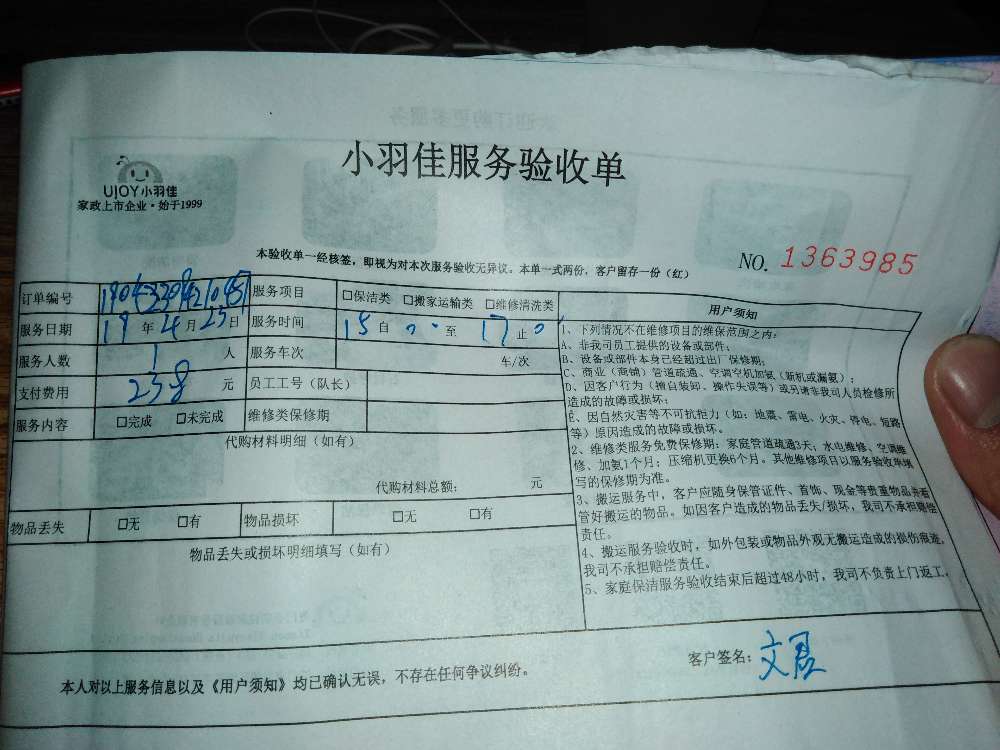 小羽佳服务验收单
UJOY小羽佳
家政上市企业·始于1999
本验收单一经核签，即视为对本次服务验收无异议。本单一式两份，客户留存一份（红）
NO. 1363985
订单编号
服务项目 □保洁类 □搬家运输类 □维修清洗类
服务日期 19年4月25日 服务时间 15自00至17止0
服务人数 1人 服务车次 车/次
支付费用 238元 员工工号（队长）
服务内容 □完成 □未完成 维修类保修期
代购材料明细（如有）
代购材料总额： 元
物品丢失 □无 □有 物品损坏 □无 □有
物品丢失或损坏明细填写（如有）
用户须知
1、下列情况不在维修项目的维保范围之内：
A、非我司员工提供的设备或部件；
B、设备或部件本身已经超过出厂保修期；
C、商业（商铺）管道疏通、空调空机加氨（新机或漏氨）；
D、因客户行为（擅自装卸、操作失误等）或另请非我司人员检修所
造成的故障或损坏；
E、因自然灾害等不可抗拒力（如：地震、雷电、火灾、停电、短路
等）原因造成的故障或损坏。
2、维修类服务免费保修期：家庭管道疏通3天；水电维修、空调维
修、加氨1个月；压缩机更换6个月。其他维修项目以服务验收单填
写的保修期为准。
3、搬运服务中，客户应随身保管证件、首饰、现金等贵重物品并看
管好搬运的物品。如因客户造成的物品丢失/损坏，我司不承担赔偿
责任。
4、搬运服务验收时，如外包装或物品外观无搬运造成的损伤痕迹，
我司不承担赔偿责任。
5、家庭保洁服务验收结束后超过48小时，我司不负责上门返工。
本人对以上服务信息以及《用户须知》均已确认无误，不存在任何争议纠纷。
客户签名：